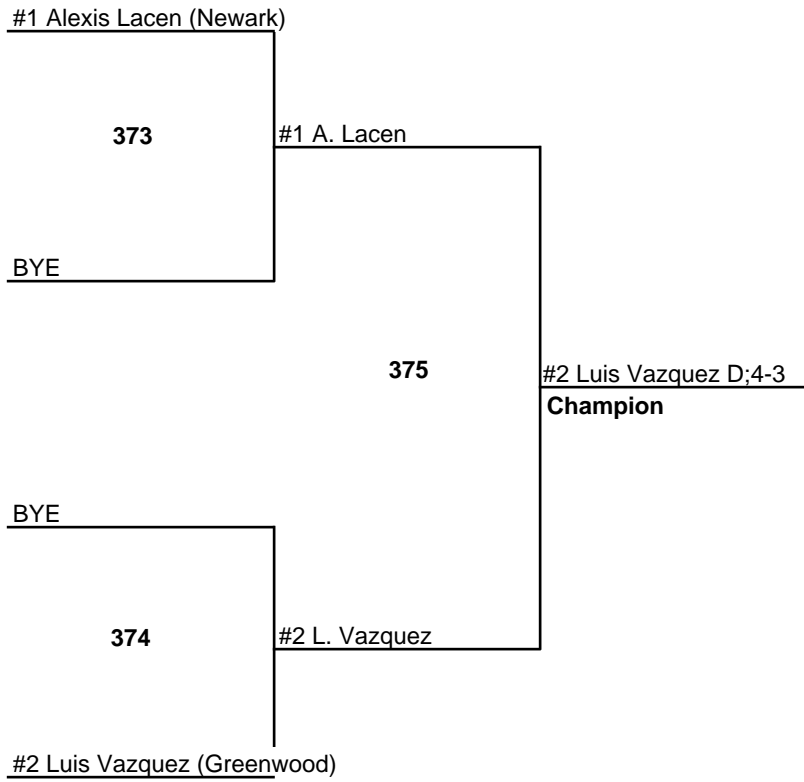 #1 Alexis Lacen (Newark)
373
#1 A. Lacen
BYE
375
#2 Luis Vazquez D;4-3
Champion
BYE
374
#2 L. Vazquez
#2 Luis Vazquez (Greenwood)